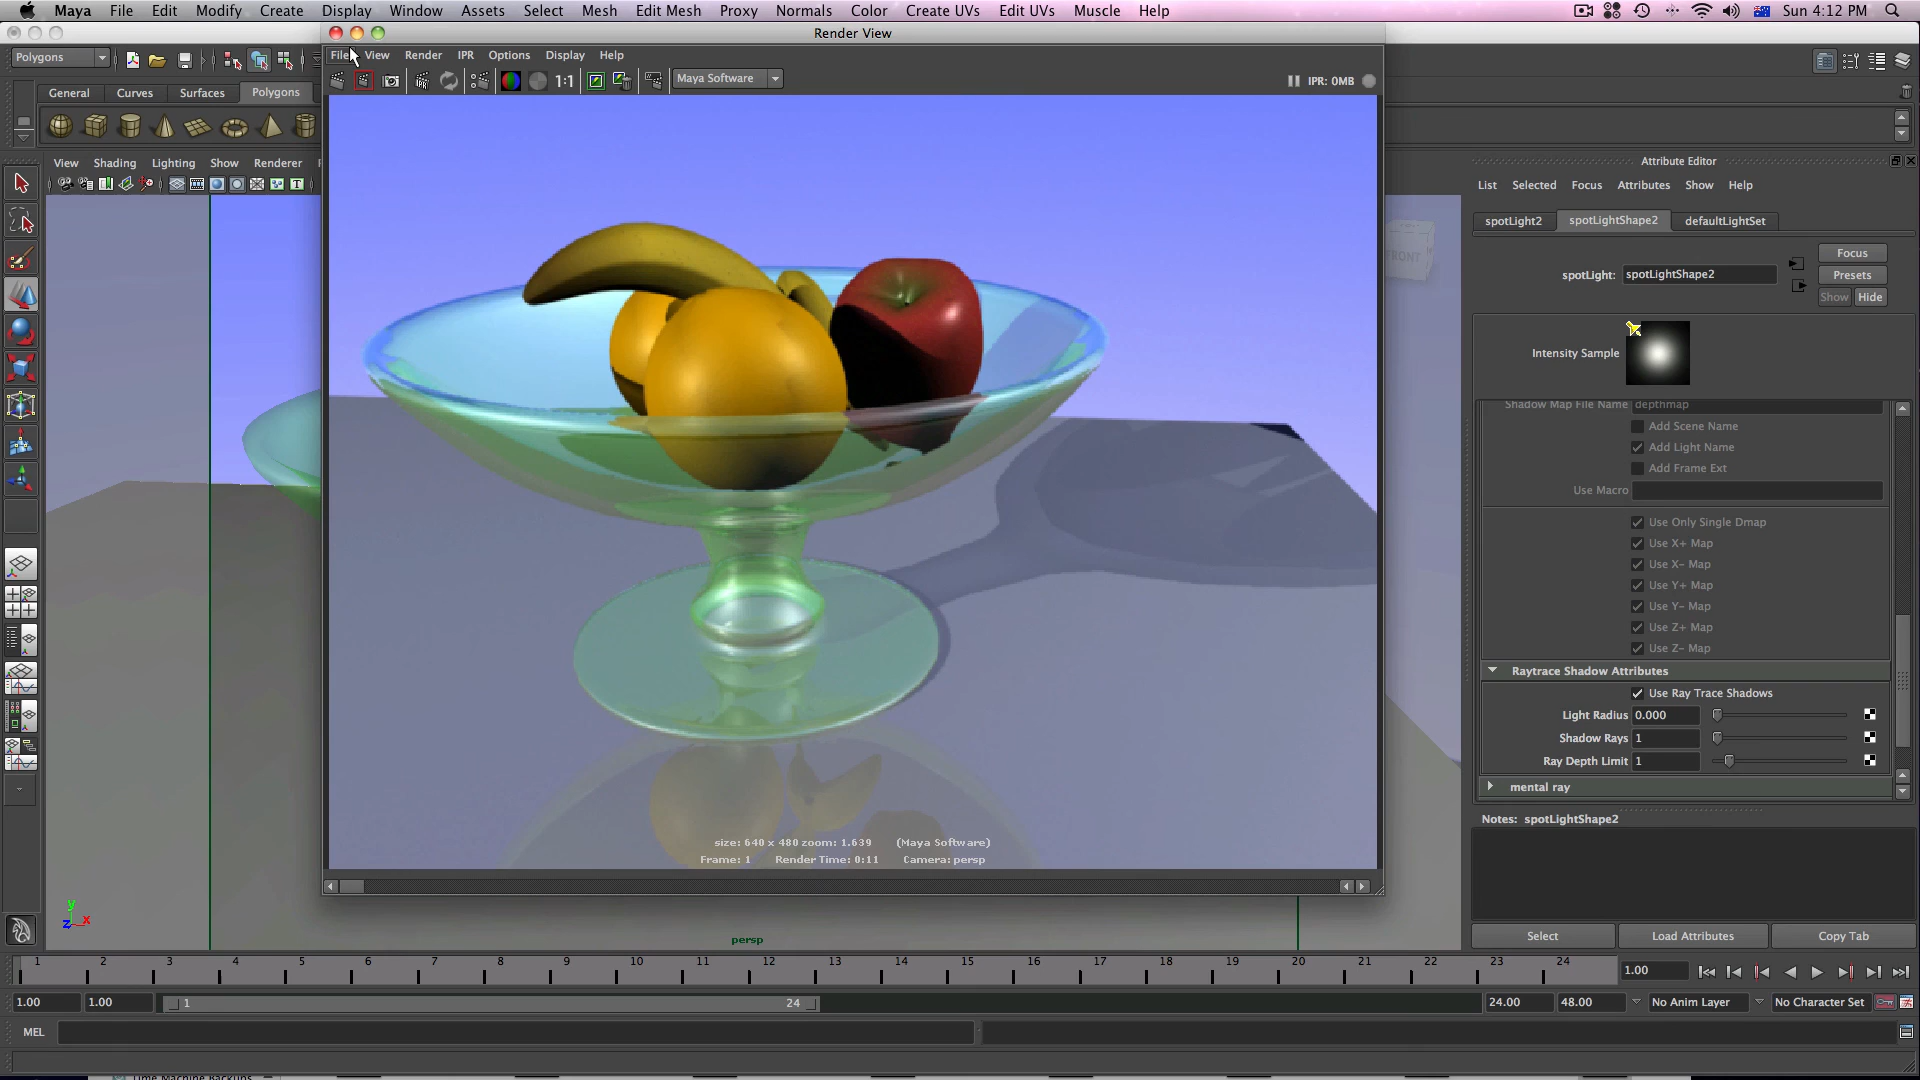 Maya File Edit Modify Create Display Window Assets Select Mesh Edit Mesh Proxy Normals Color Create UVs Edit UVs Muscle Help Sun 4:12 PM
Render View
Polygons
File View Render IPR Options Display Help
1:1 Maya Software IPR: 0MB
General Curves Surfaces Polygons
View Shading Lighting Show Renderer
T
Attribute Editor
List Selected Focus Attributes Show Help
spotLight2 spotLightShape2 defaultLightSet
FRONT
Focus
spotLight: spotLightShape2 Presets
Show Hide
Intensity Sample
Shadow Map File Name depthmap
Add Scene Name
Add Light Name
Add Frame Ext
Use Macro
Use Only Single Dmap
Use X+ Map
Use X- Map
Use Y+ Map
Use Y- Map
Use Z+ Map
Use Z- Map
Raytrace Shadow Attributes
Use Ray Trace Shadows
Light Radius 0.000
Shadow Rays 1
Ray Depth Limit 1
mental ray
Notes: spotLightShape2
size: 640 x 480 zoom: 1.639 (Maya Software)
Frame: 1 Render Time: 0:11 Camera: persp
y
z x
persp
Select Load Attributes Copy Tab
1 2 3 4 5 6 7 8 9 10 11 12 13 14 15 16 17 18 19 20 21 22 23 24 1.00
1.00 1.00 1 24 24.00 48.00 No Anim Layer No Character Set
MEL
Time Machine Backups